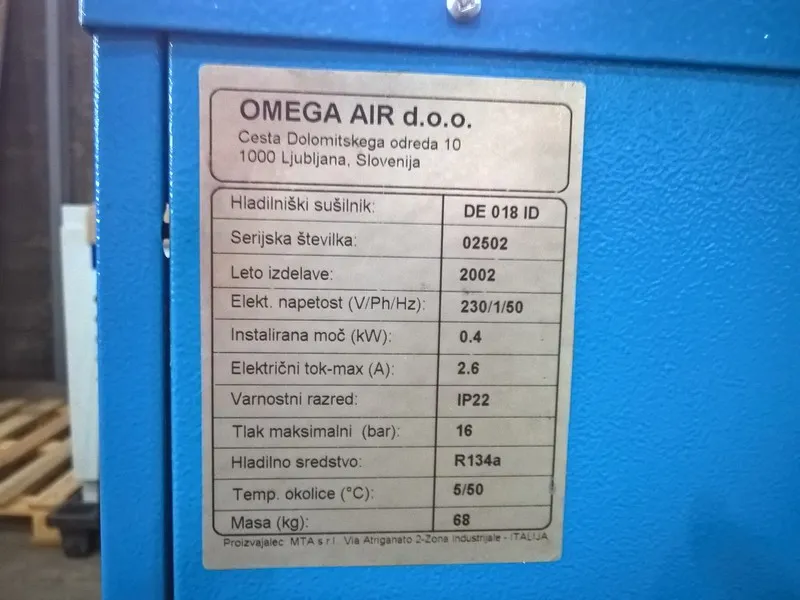 OMEGA AIR d.o.o.
Cesta Dolomitskega odreda 10
1000 Ljubljana, Slovenija
Hladilniški sušilnik: DE 018 ID
Serijska številka: 02502
Leto izdelave: 2002
Elekt. napetost (V/Ph/Hz): 230/1/50
Instalirana moč (kW): 0.4
Električni tok-max (A): 2.6
Varnostni razred: IP22
Tlak maksimalni (bar): 16
Hladilno sredstvo: R134a
Temp. okolice (°C): 5/50
Masa (kg): 68
Proizvajalec MTA s r l. Via Atriganato 2-Zona Industrijale - ITALIJA